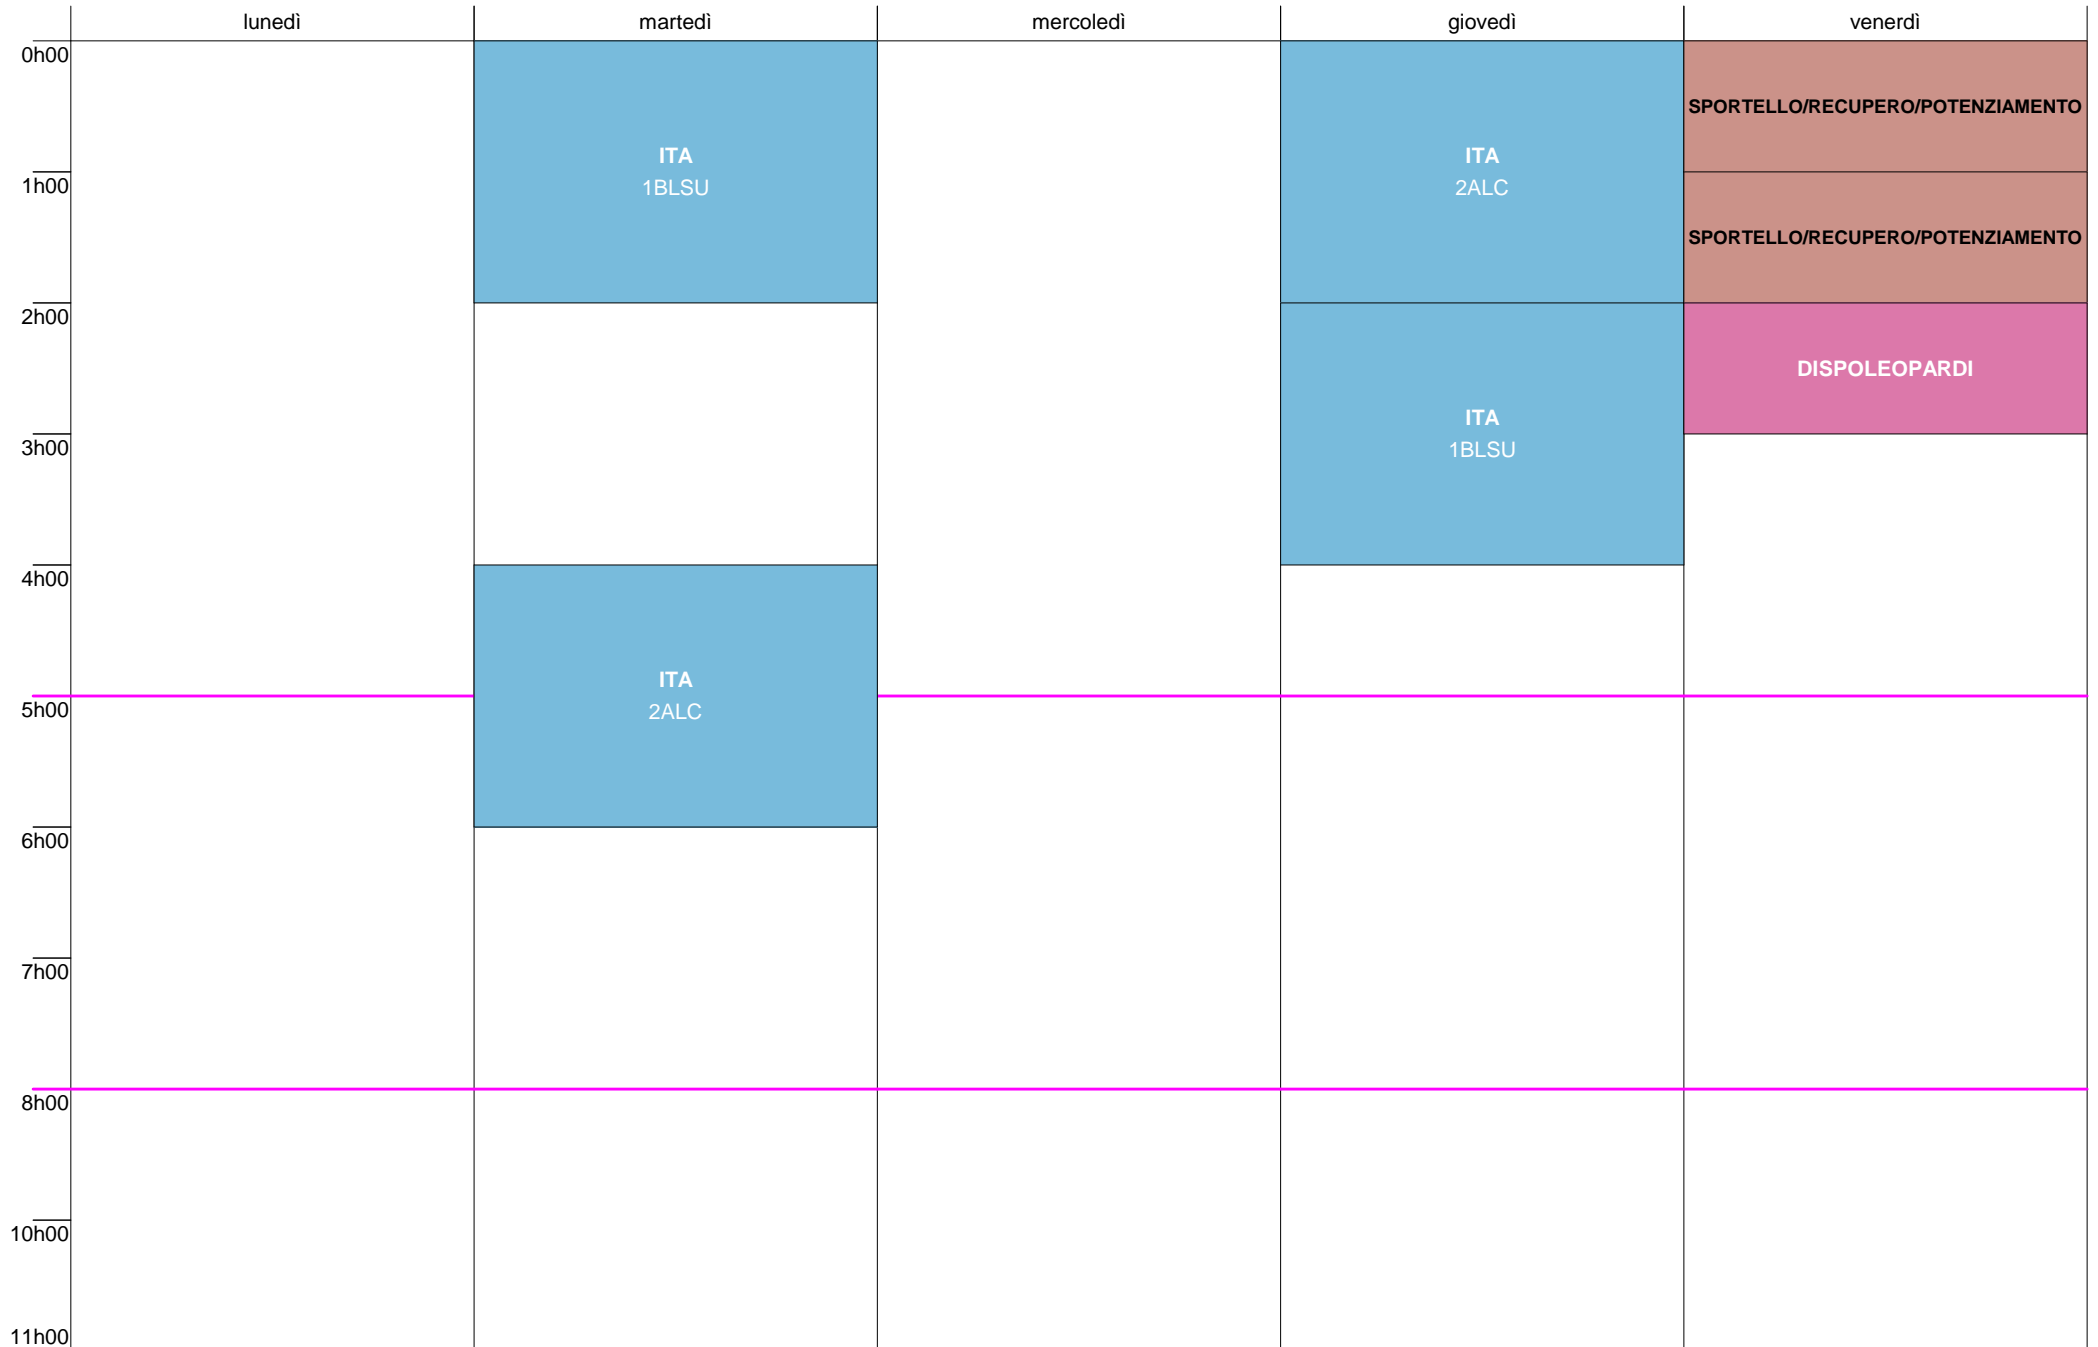 lunedì martedì mercoledì giovedì venerdì
0h00
SPORTELLO/RECUPERO/POTENZIAMENTO
ITA ITA
1h00
1BLSU 2ALC
SPORTELLO/RECUPERO/POTENZIAMENTO
2h00
DISPOLEOPARDI
ITA
3h00
1BLSU
4h00
ITA
5h00
2ALC
6h00
7h00
8h00
10h00
11h00